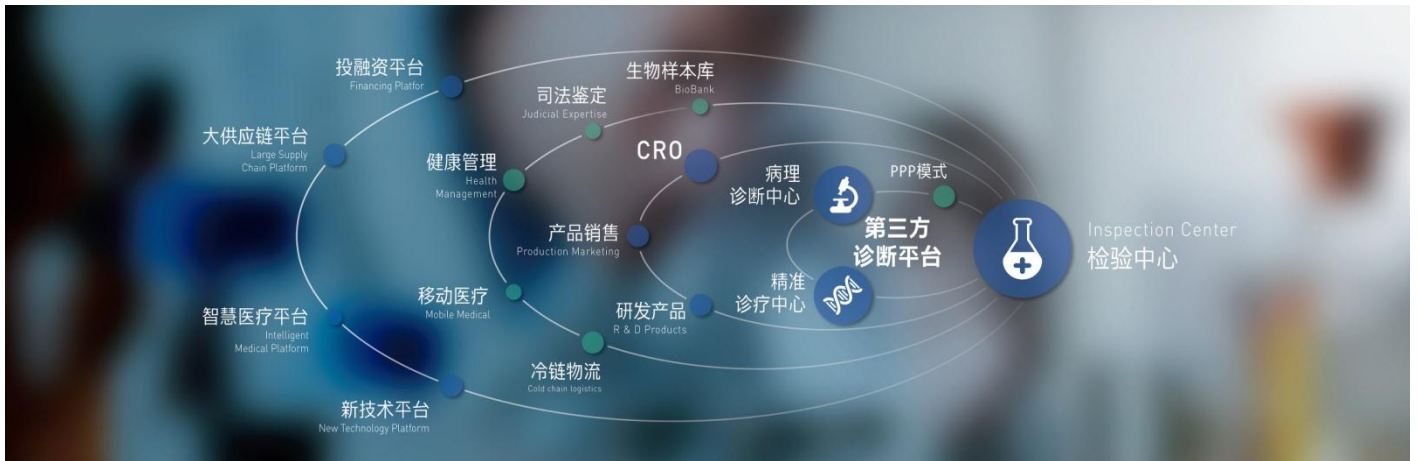 投融资平台
Financing Platfor
大供应链平台
Large Supply
Chain Platform
智慧医疗平台
Intelligent
Medical Platform
新技术平台
New Technology Platform
生物样本库
BioBank
司法鉴定
Judicial Expertise
健康管理
Health
Management
移动医疗
Mobile Medical
冷链物流
Cold chain logistics
CRO
产品销售
Production Marketing
研发产品
R & D Products
病理
诊断中心
PPP模式
第三方
诊断平台
精准
诊疗中心
Inspection Center
检验中心